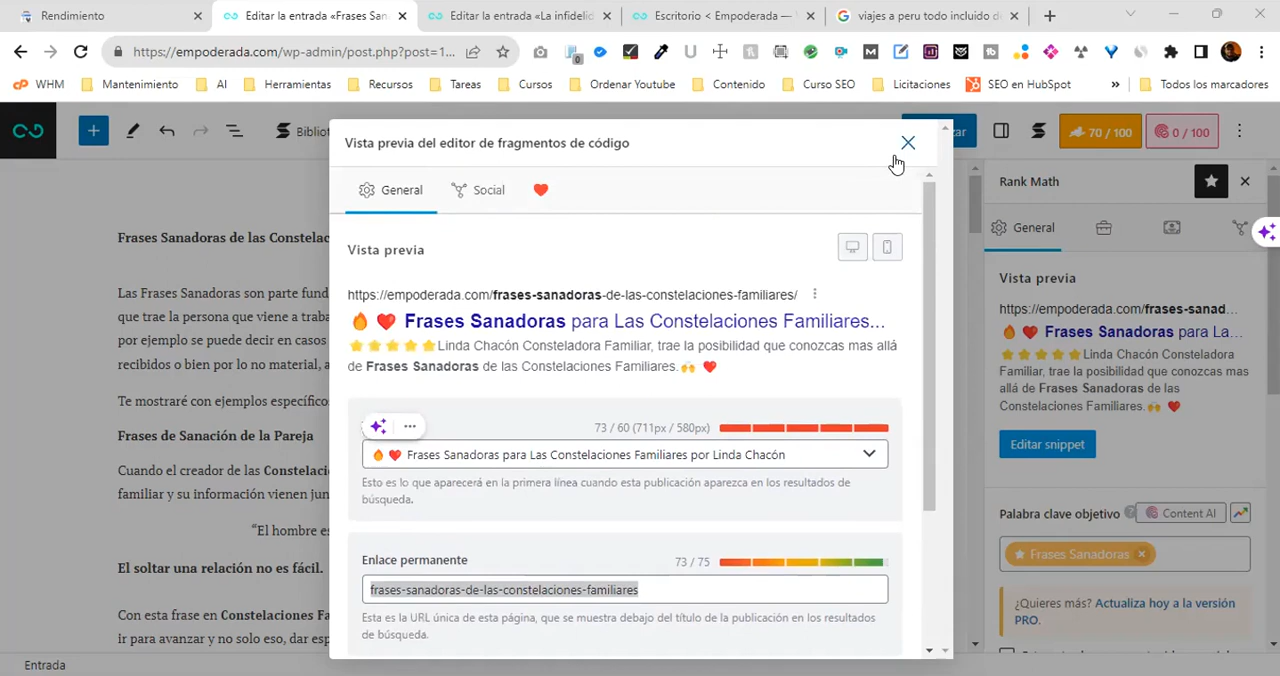 Rendimiento
Editar la entrada «Frases San
Editar la entrada «La infidelid
Escritorio < Empoderada —
viajes a peru todo incluido d
https://empoderada.com/wp-admin/post.php?post=1...
WHM
Mantenimiento
AI
Herramientas
Recursos
Tareas
Cursos
Ordenar Youtube
Contenido
Curso SEO
Licitaciones
SEO en HubSpot
»
Todos los marcadores
Bibliot
ar
70 / 100
0 / 100
Vista previa del editor de fragmentos de código
General
Social
Vista previa
https://empoderada.com/frases-sanadoras-de-las-constelaciones-familiares/
🔥 ❤️ Frases Sanadoras para Las Constelaciones Familiares...
⭐⭐⭐⭐⭐Linda Chacón Consteladora Familiar, trae la posibilidad que conozcas mas allá
de Frases Sanadoras de las Constelaciones Familiares.🙌 ❤️
73 / 60 (711px / 580px)
🔥 ❤️ Frases Sanadoras para Las Constelaciones Familiares por Linda Chacón
Esto es lo que aparecerá en la primera línea cuando esta publicación aparezca en los resultados de
búsqueda.
Enlace permanente
73 / 75
frases-sanadoras-de-las-constelaciones-familiares
Esta es la URL única de esta página, que se muestra debajo del título de la publicación en los resultados
de búsqueda.
Frases Sanadoras de las Constela
Las Frases Sanadoras son parte fund
que trae la persona que viene a traba
por ejemplo se puede decir en casos
recibidos o bien por lo no material, a
Te mostraré con ejemplos específico
Frases de Sanación de la Pareja
Cuando el creador de las Constelaci
familiar y su información vienen jun
“El hombre es
El soltar una relación no es fácil.
Con esta frase en Constelaciones Fa
ir para avanzar y no solo eso, dar esp
Entrada
Rank Math
General
Vista previa
https://empoderada.com/frases-sanad...
🔥 ❤️ Frases Sanadoras para La...
⭐⭐⭐⭐⭐Linda Chacón Consteladora
Familiar, trae la posibilidad que conozcas mas
allá de Frases Sanadoras de las
Constelaciones Familiares.🙌 ❤️
Editar snippet
Palabra clave objetivo
Content AI
Frases Sanadoras ×
¿Quieres más? Actualiza hoy a la versión
PRO.